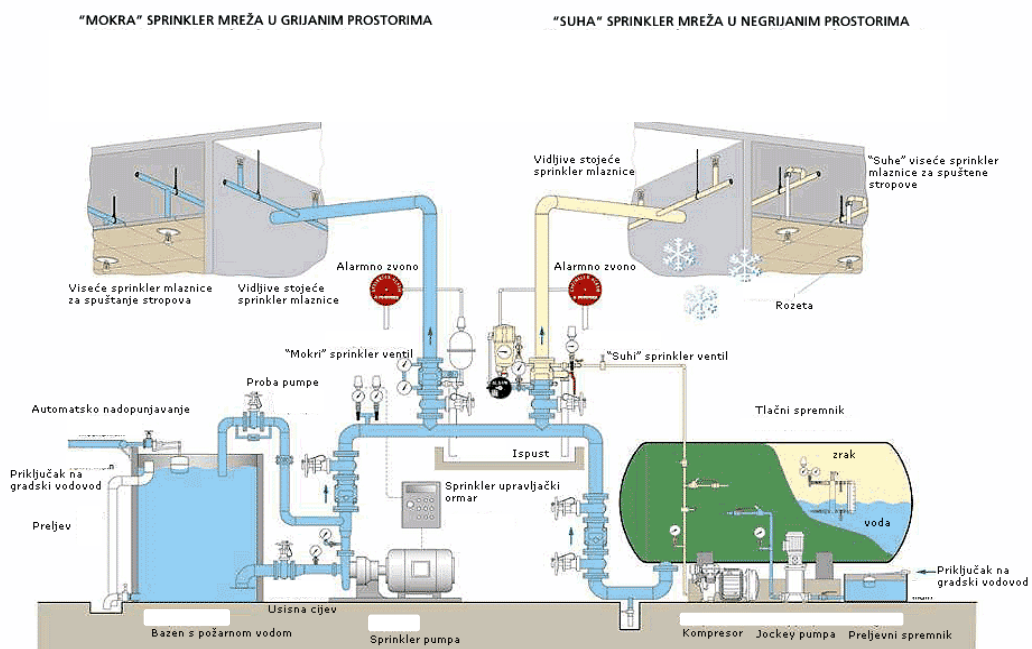 “MOKRA” SPRINKLER MREŽA U GRIJANIM PROSTORIMA
“SUHA” SPRINKLER MREŽA U NEGRIJANIM PROSTORIMA
Vidljive stojeće
sprinkler mlaznice
“Suhe” viseće sprinkler
mlaznice za spuštene
stropove
Viseće sprinkler mlaznice
za spuštanje stropova
Vidljive stojeće
sprinkler mlaznice
Alarmno zvono
Alarmno zvono
Rozeta
“Mokri” sprinkler ventil
“Suhi” sprinkler ventil
Proba pumpe
Automatsko nadopunjavanje
Tlačni spremnik
Ispust
zrak
Priključak na
gradski vodovod
Sprinkler upravljački
ormar
Preljev
voda
Priključak na
gradski vodovod
Usisna cijev
Bazen s požarnom vodom
Sprinkler pumpa
Kompresor
Jockey pumpa
Preljevni spremnik